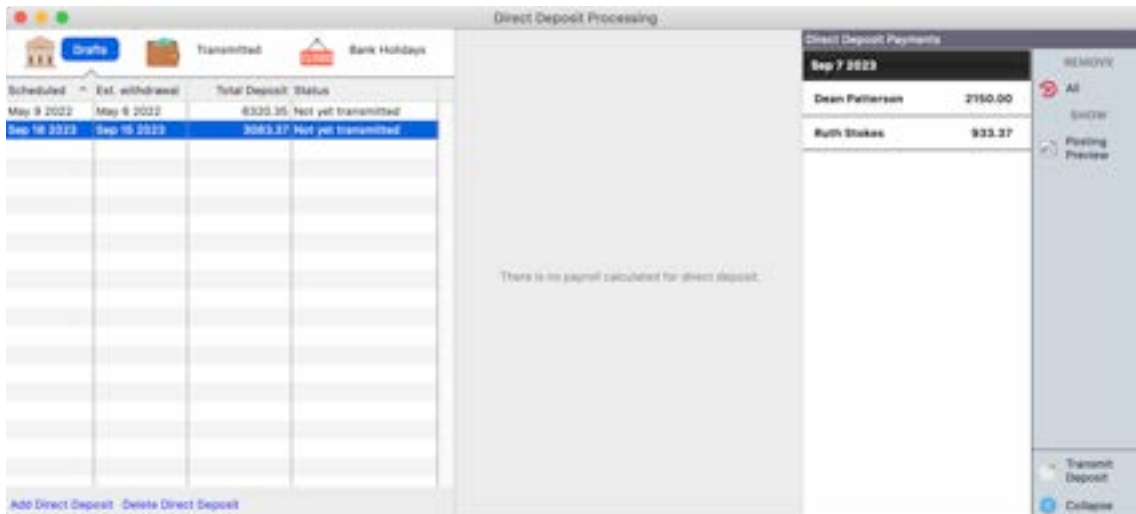 Direct Deposit Processing
Drafts Transmitted Bank Holidays
Scheduled Est. withdrawal Total Deposit Status
May 9 2022 May 6 2022 6320.35 Not yet transmitted
Sep 18 2023 Sep 15 2023 3083.37 Not yet transmitted
Add Direct Deposit Delete Direct Deposit
There is no payroll calculated for direct deposit.
Direct Deposit Payments
Sep 7 2023
Dean Patterson 2150.00
Ruth Stokes 933.37
REMOVE
All
SHOW
Posting
Preview
Transmit
Deposit
Collapse